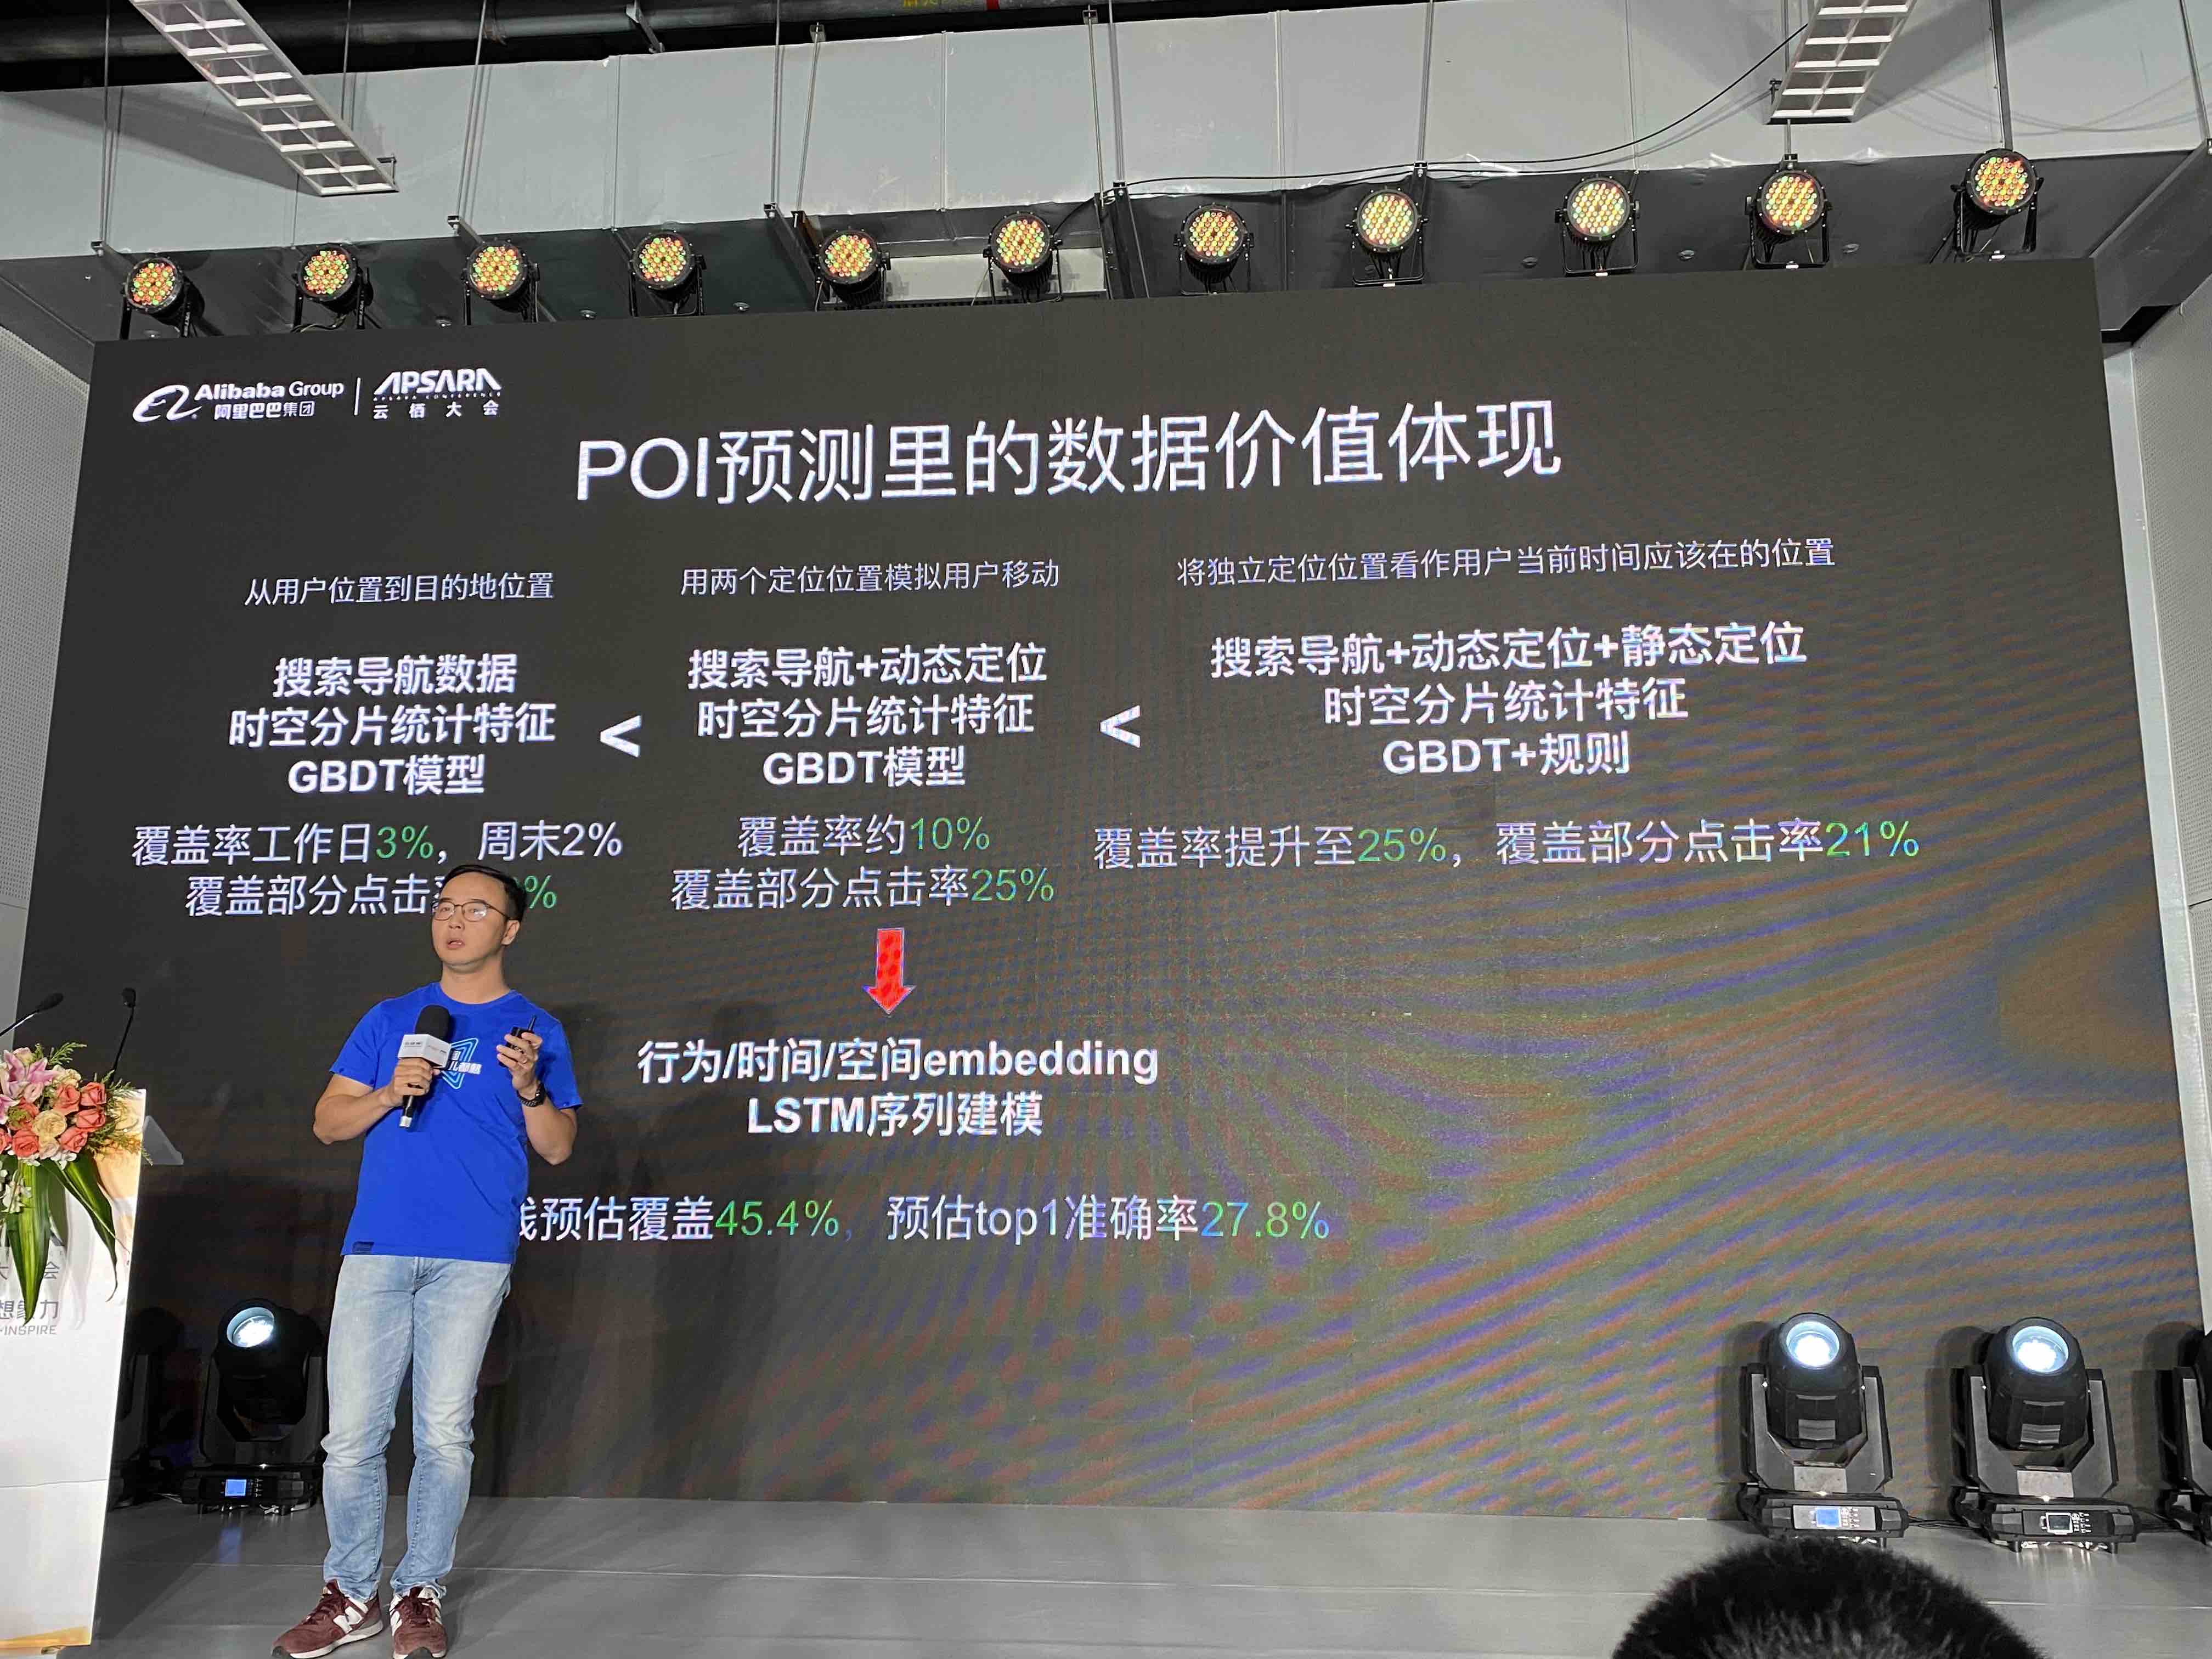 Alibaba Group
阿里巴巴集团
APSARA
APSARA CONFERENCE
云栖大会
POI预测里的数据价值体现
从用户位置到目的地位置
搜索导航数据
时空分片统计特征
GBDT模型
覆盖率工作日3%，周末2%
覆盖部分点击
%
<
用两个定位位置模拟用户移动
搜索导航+动态定位
时空分片统计特征
GBDT模型
覆盖率约10%
覆盖部分点击率25%
<
将独立定位位置看作用户当前时间应该在的位置
搜索导航+动态定位+静态定位
时空分片统计特征
GBDT+规则
覆盖率提升至25%，覆盖部分点击率21%
行为/时间/空间embedding
LSTM序列建模
预估覆盖45.4%，预估top1准确率27.8%
会
想象力
INSPIRE